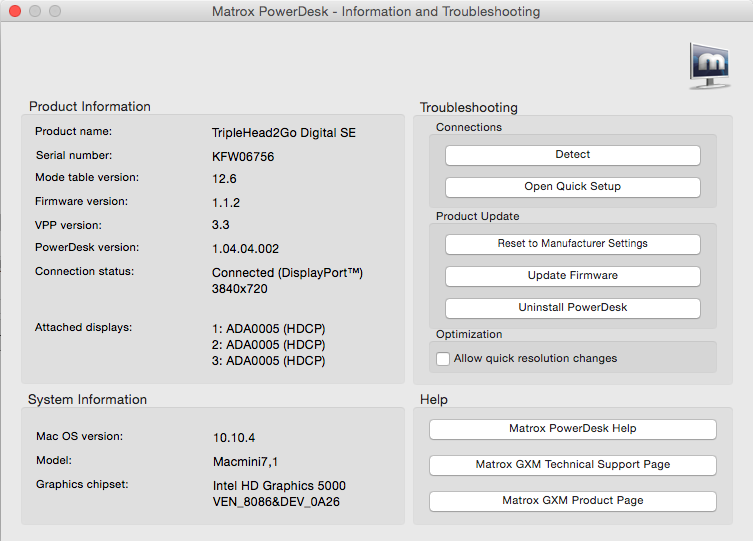 Matrox PowerDesk - Information and Troubleshooting
m
Product Information
Product name: TripleHead2Go Digital SE
Serial number: KFW06756
Mode table version: 12.6
Firmware version: 1.1.2
VPP version: 3.3
PowerDesk version: 1.04.04.002
Connection status: Connected (DisplayPort™)
3840x720
Attached displays: 1: ADA0005 (HDCP)
2: ADA0005 (HDCP)
3: ADA0005 (HDCP)
Troubleshooting
Connections
Detect
Open Quick Setup
Product Update
Reset to Manufacturer Settings
Update Firmware
Uninstall PowerDesk
Optimization
Allow quick resolution changes
System Information
Mac OS version: 10.10.4
Model: Macmini7,1
Graphics chipset: Intel HD Graphics 5000
VEN_8086&DEV_0A26
Help
Matrox PowerDesk Help
Matrox GXM Technical Support Page
Matrox GXM Product Page